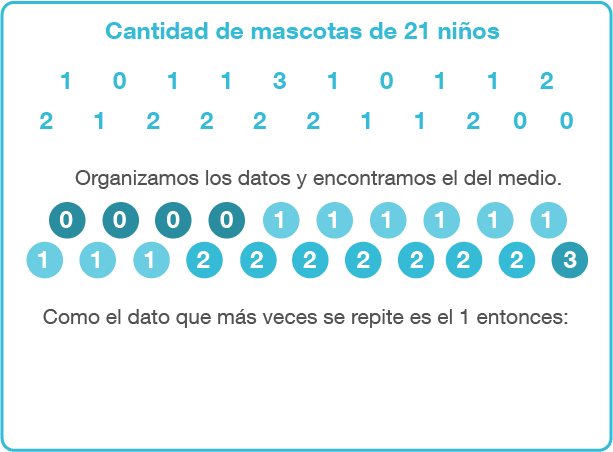 Cantidad de mascotas de 21 niños
1 0 1 1 3 1 0 1 1 2
2 1 2 2 2 2 1 1 2 0 0
Organizamos los datos y encontramos el del medio.
0 0 0 0 1 1 1 1 1 1
1 1 1 2 2 2 2 2 2 2 3
Como el dato que más veces se repite es el 1 entonces: